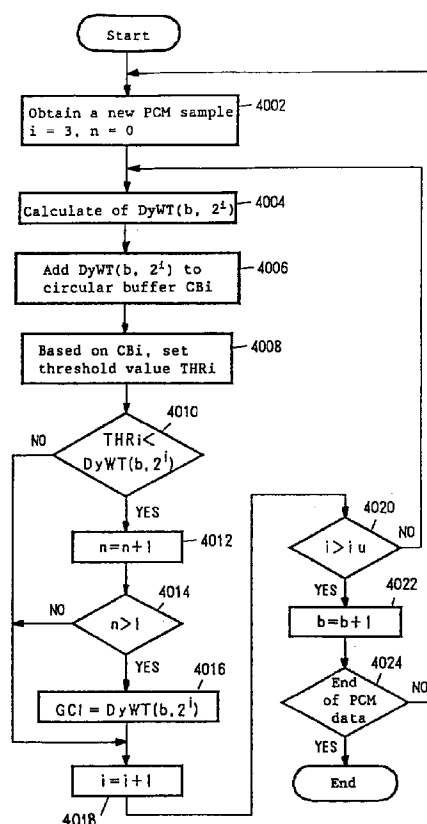 Start
Obtain a new PCM sample
i = 3, n = 0
4002
Calculate of DyWT(b, 2^i)
4004
Add DyWT(b, 2^i) to
circular buffer CBi
4006
Based on CBi, set
threshold value THRi
4008
4010
THRi<
DyWT(b, 2^i)
NO
YES
n=n+1
4012
4014
n>1
NO
YES
4016
GCI = DyWT(b, 2^i)
i=i+1
4018
4020
i>iu
NO
YES
4022
b=b+1
4024
End
of PCM
data
NO
YES
End